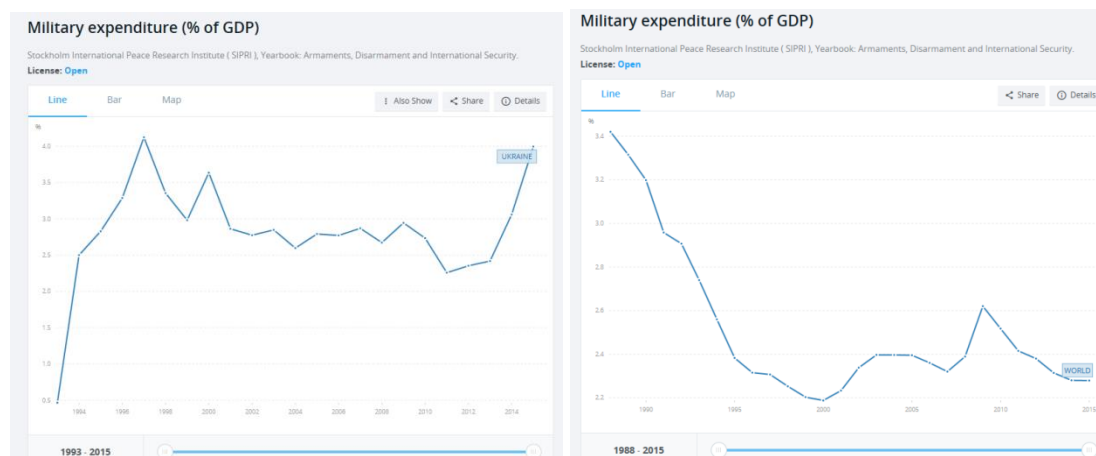 Military expenditure (% of GDP)
Stockholm International Peace Research Institute ( SIPRI ), Yearbook: Armaments, Disarmament and International Security.
License: Open
Line Bar Map Also Show Share Details
%
4.0
UKRAINE
3.5
3.0
2.5
2.0
1.5
1.0
0.5
1994 1996 1998 2000 2002 2004 2006 2008 2010 2012 2014
1993 - 2015
Military expenditure (% of GDP)
Stockholm International Peace Research Institute ( SIPRI ), Yearbook: Armaments, Disarmament and International Security.
License: Open
Line Bar Map Share Details
%
3.4
3.2
3.0
2.8
2.6
2.4
WORLD
2.2
1990 1995 2000 2005 2010 2015
1988 - 2015